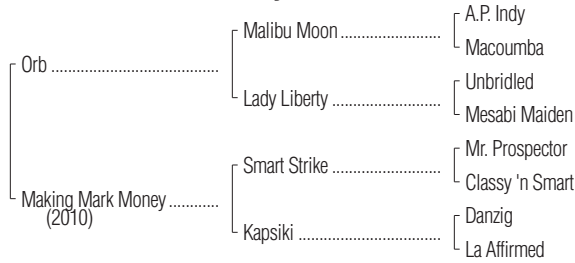 A.P. Indy
Malibu Moon ........................
Macoumba
Orb .......................................
Unbridled
Lady Liberty .........................
Mesabi Maiden
Mr. Prospector
Smart Strike .........................
Classy 'n Smart
Making Mark Money ............
(2010)
Danzig
Kapsiki .................................
La Affirmed